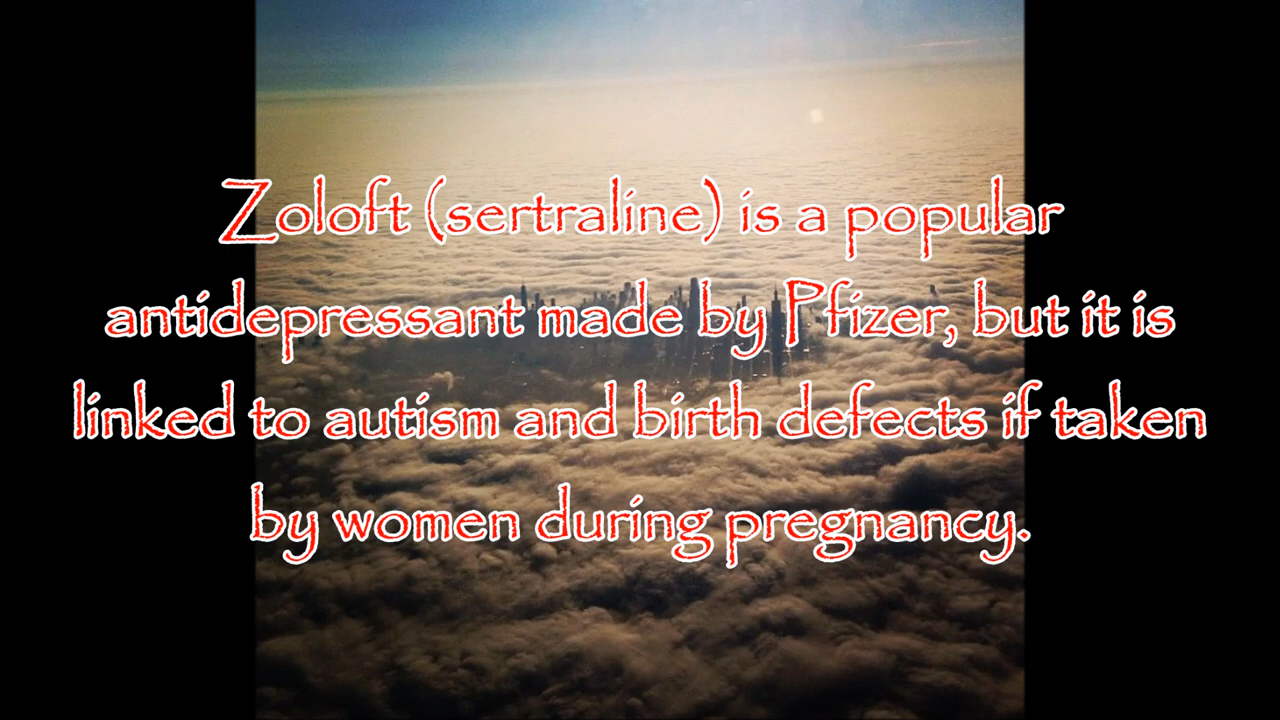 Zoloft (sertraline) is a popular
antidepressant made by Pfizer, but it is
linked to autism and birth defects if taken
by women during pregnancy.